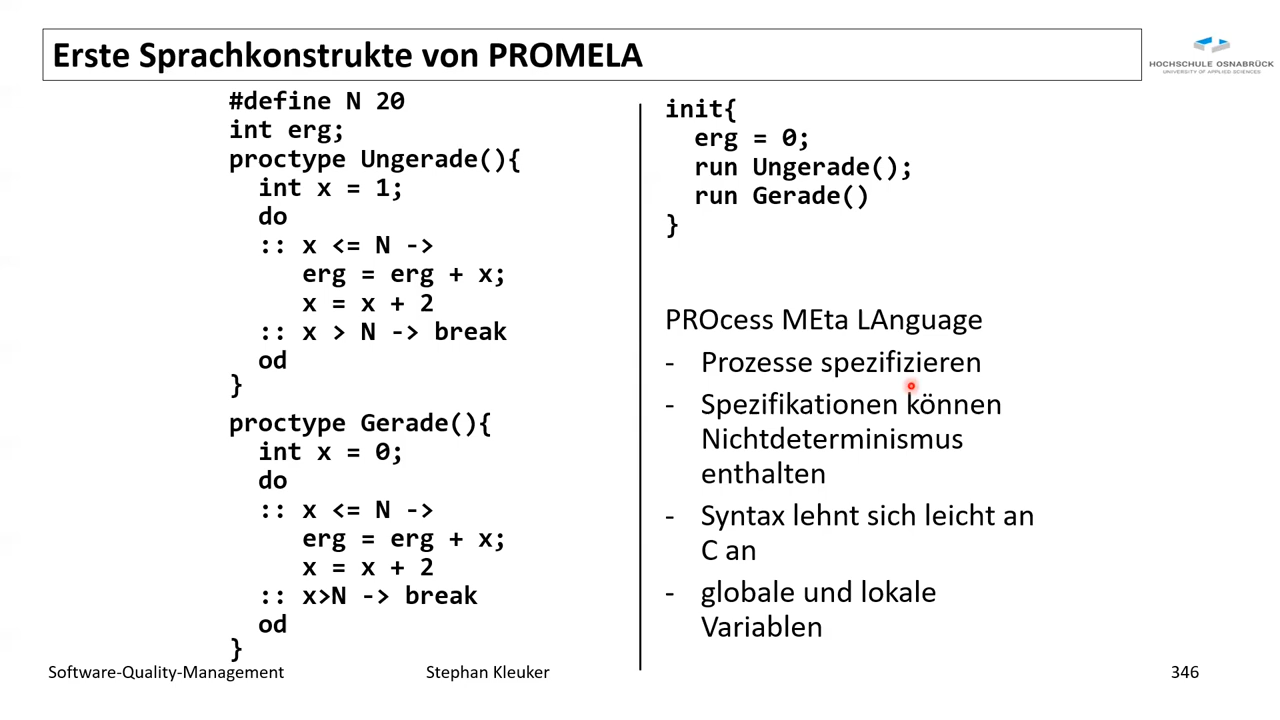 Erste Sprachkonstrukte von PROMELA
HOCHSCHULE OSNABRÜCK
UNIVERSITY OF APPLIED SCIENCES
#define N 20
int erg;
proctype Ungerade(){
int x = 1;
do
:: x <= N ->
erg = erg + x;
x = x + 2
:: x > N -> break
od
}
proctype Gerade(){
int x = 0;
do
:: x <= N ->
erg = erg + x;
x = x + 2
:: x>N -> break
od
}
init{
erg = 0;
run Ungerade();
run Gerade()
}
PROcess MEta LAnguage
- Prozesse spezifizieren
- Spezifikationen können
Nichtdeterminismus
enthalten
- Syntax lehnt sich leicht an
C an
- globale und lokale
Variablen
Software-Quality-Management
Stephan Kleuker
346